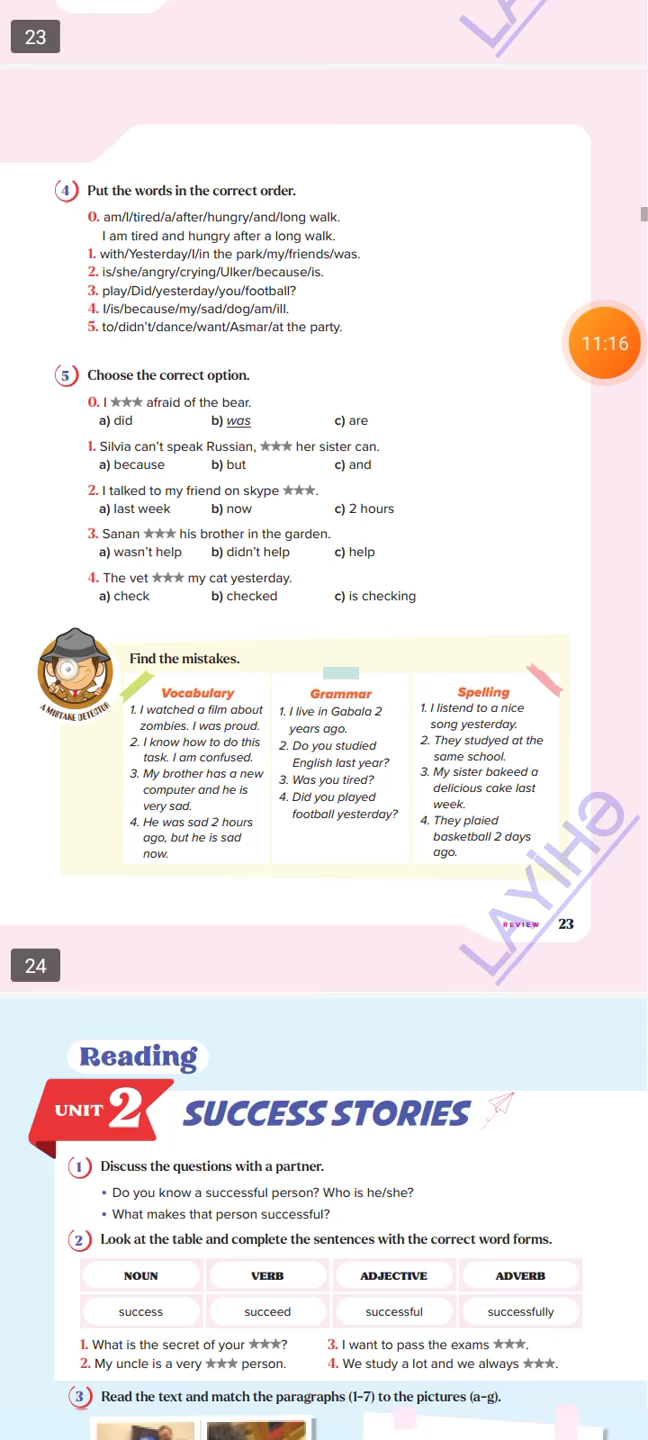 LA
23
4 Put the words in the correct order.
0. am/I/tired/a/after/hungry/and/long walk.
I am tired and hungry after a long walk.
1. with/Yesterday/I/in the park/my/friends/was.
2. is/she/angry/crying/Ulker/because/is.
3. play/Did/yesterday/you/football?
4. I/is/because/my/sad/dog/am/ill.
5. to/didn't/dance/want/Asmar/at the party.
11:16
5 Choose the correct option.
0. I ★★★ afraid of the bear.
a) did b) was c) are
1. Silvia can't speak Russian, ★★★ her sister can.
a) because b) but c) and
2. I talked to my friend on skype ★★★.
a) last week b) now c) 2 hours
3. Sanan ★★★ his brother in the garden.
a) wasn't help b) didn't help c) help
4. The vet ★★★ my cat yesterday.
a) check b) checked c) is checking
A MISTAKE DETECTOR
Find the mistakes.
Vocabulary
1. I watched a film about
zombies. I was proud.
2. I know how to do this
task. I am confused.
3. My brother has a new
computer and he is
very sad.
4. He was sad 2 hours
ago, but he is sad
now.
Grammar
1. I live in Gabala 2
years ago.
2. Do you studied
English last year?
3. Was you tired?
4. Did you played
football yesterday?
Spelling
1. I listend to a nice
song yesterday.
2. They studyed at the
same school.
3. My sister bakeed a
delicious cake last
week.
4. They plaied
basketball 2 days
ago.
LAYİHƏ
REVIEW 23
24
Reading
UNIT 2 SUCCESS STORIES
1 Discuss the questions with a partner.
• Do you know a successful person? Who is he/she?
• What makes that person successful?
2 Look at the table and complete the sentences with the correct word forms.
NOUN VERB ADJECTIVE ADVERB
success succeed successful successfully
1. What is the secret of your ★★★?
2. My uncle is a very ★★★ person.
3. I want to pass the exams ★★★.
4. We study a lot and we always ★★★.
3 Read the text and match the paragraphs (1-7) to the pictures (a-g).